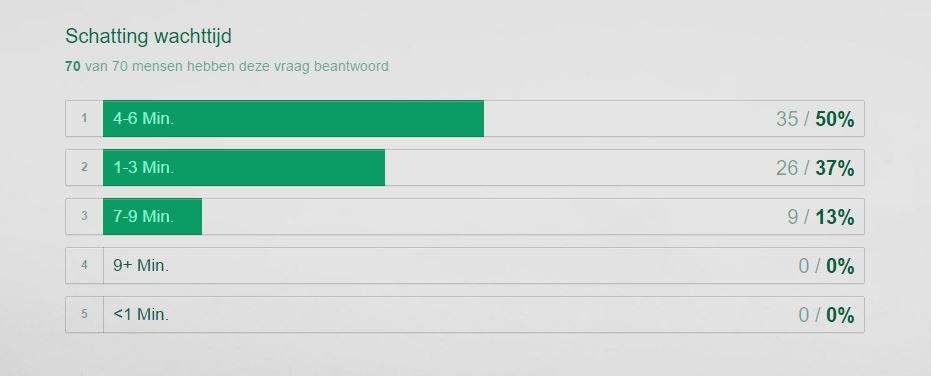 Schatting wachttijd
70 van 70 mensen hebben deze vraag beantwoord
1 4-6 Min. 35 / 50%
2 1-3 Min. 26 / 37%
3 7-9 Min. 9 / 13%
4 9+ Min. 0 / 0%
5 <1 Min. 0 / 0%